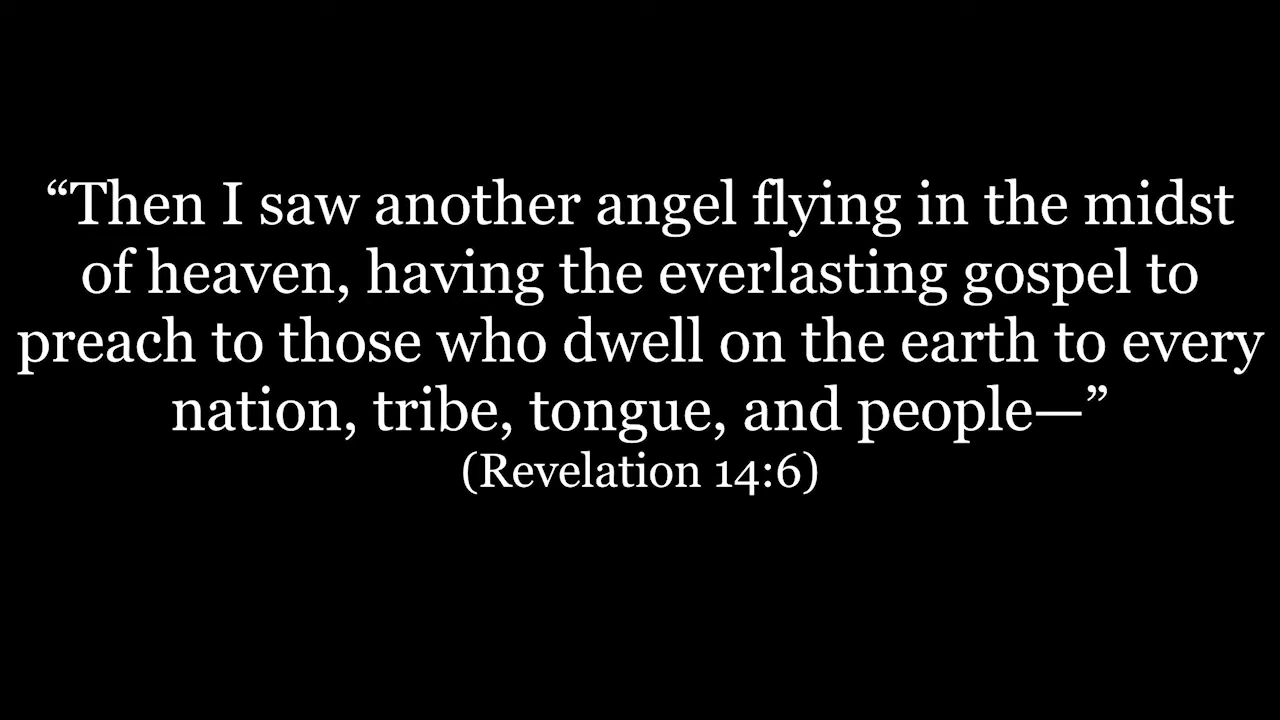 “Then I saw another angel flying in the midst
of heaven, having the everlasting gospel to
preach to those who dwell on the earth to every
nation, tribe, tongue, and people—”
(Revelation 14:6)